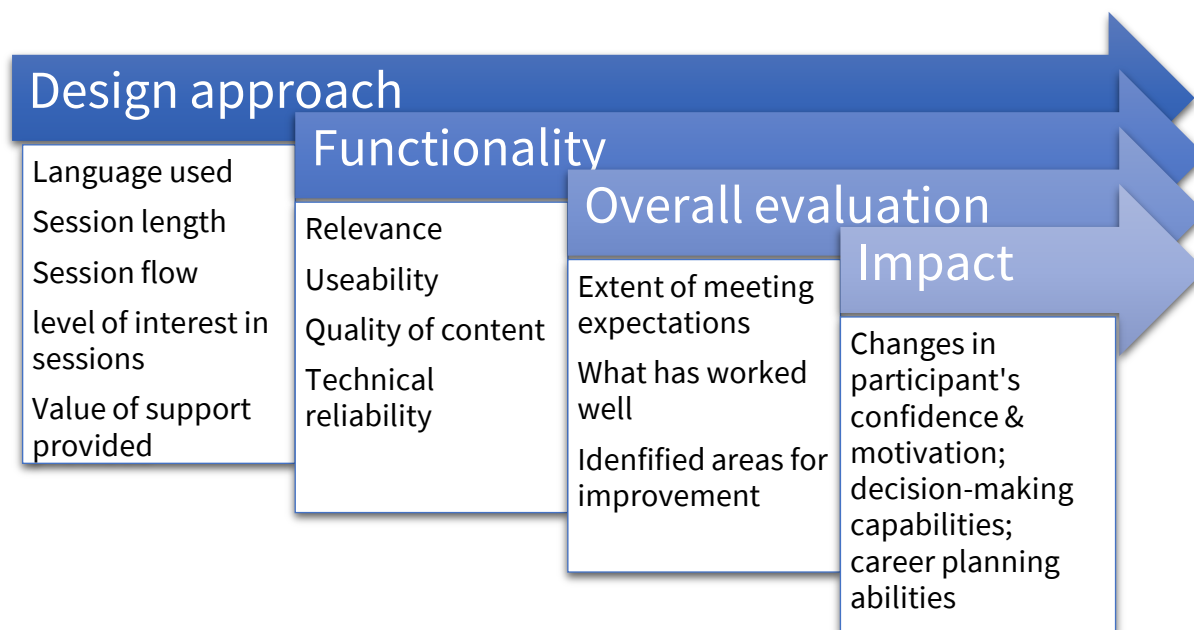 Design approach
Language used
Session length
Session flow
level of interest in
sessions
Value of support
provided
Functionality
Relevance
Useability
Quality of content
Technical
reliability
Overall evaluation
Extent of meeting
expectations
What has worked
well
Idenfified areas for
improvement
Impact
Changes in
participant's
confidence &
motivation;
decision-making
capabilities;
career planning
abilities